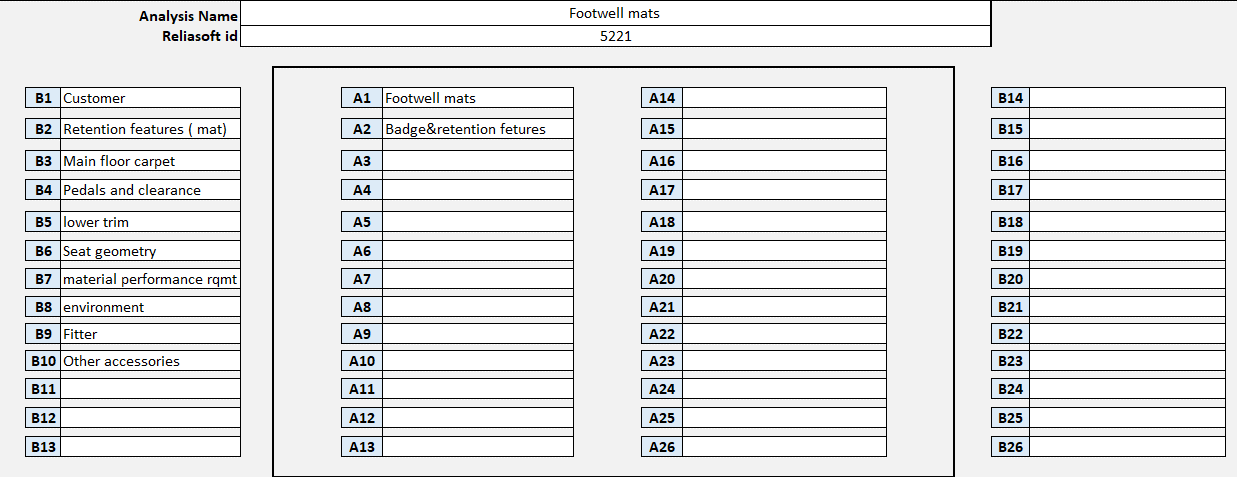 Analysis Name Footwell mats
Reliasoft id 5221
B1 Customer A1 Footwell mats A14 B14
B2 Retention features ( mat) A2 Badge&retention fetures A15 B15
B3 Main floor carpet A3 A16 B16
B4 Pedals and clearance A4 A17 B17
B5 lower trim A5 A18 B18
B6 Seat geometry A6 A19 B19
B7 material performance rqmt A7 A20 B20
B8 environment A8 A21 B21
B9 Fitter A9 A22 B22
B10 Other accessories A10 A23 B23
B11 A11 A24 B24
B12 A12 A25 B25
B13 A13 A26 B26